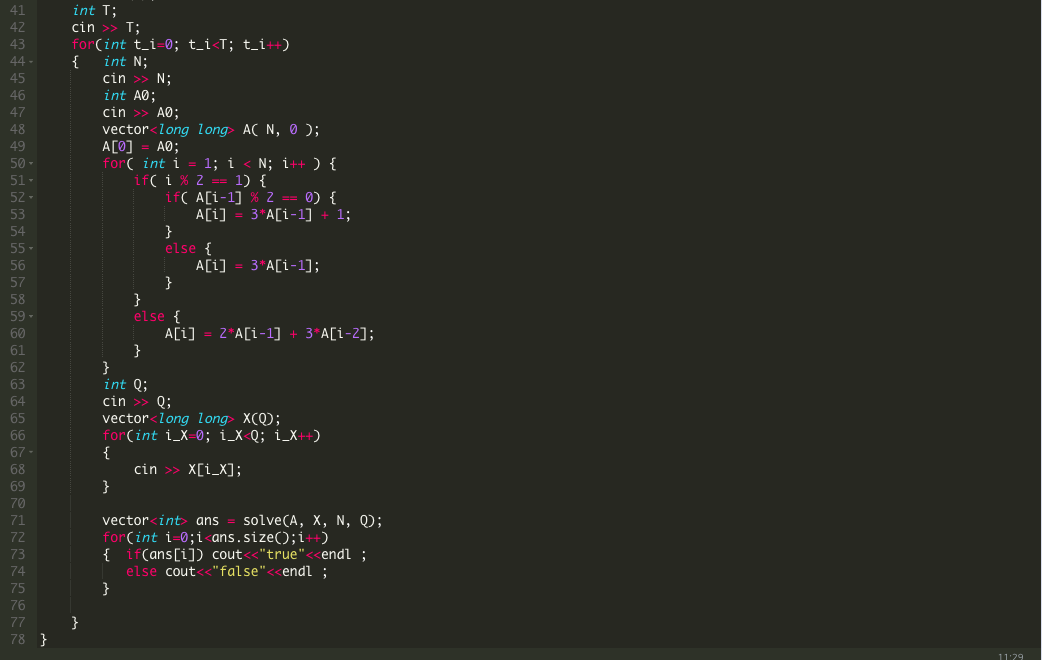 41 int T;
42 cin >> T;
43 for(int t_i=0; t_i<T; t_i++)
44 { int N;
45 cin >> N;
46 int A0;
47 cin >> A0;
48 vector<long long> A( N, 0 );
49 A[0] = A0;
50 for( int i = 1; i < N; i++ ) {
51 if( i % 2 == 1) {
52 if( A[i-1] % 2 == 0) {
53 A[i] = 3*A[i-1] + 1;
54 }
55 else {
56 A[i] = 3*A[i-1];
57 }
58 }
59 else {
60 A[i] = 2*A[i-1] + 3*A[i-2];
61 }
62 }
63 int Q;
64 cin >> Q;
65 vector<long long> X(Q);
66 for(int i_X=0; i_X<Q; i_X++)
67 {
68 cin >> X[i_X];
69 }
70
71 vector<int> ans = solve(A, X, N, Q);
72 for(int i=0;i<ans.size();i++)
73 { if(ans[i]) cout<<"true"<<endl ;
74 else cout<<"false"<<endl ;
75 }
76
77 }
78 }
11:29